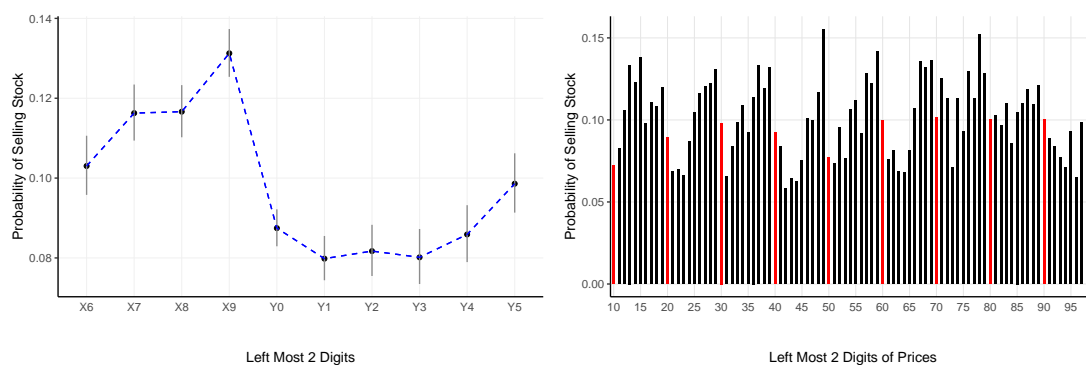 Probability of Selling Stock
0.14
0.12
0.10
0.08
X6 X7 X8 X9 Y0 Y1 Y2 Y3 Y4 Y5
Left Most 2 Digits
Probability of Selling Stock
0.15
0.10
0.05
0.00
10 15 20 25 30 35 40 45 50 55 60 65 70 75 80 85 90 95
Left Most 2 Digits of Prices